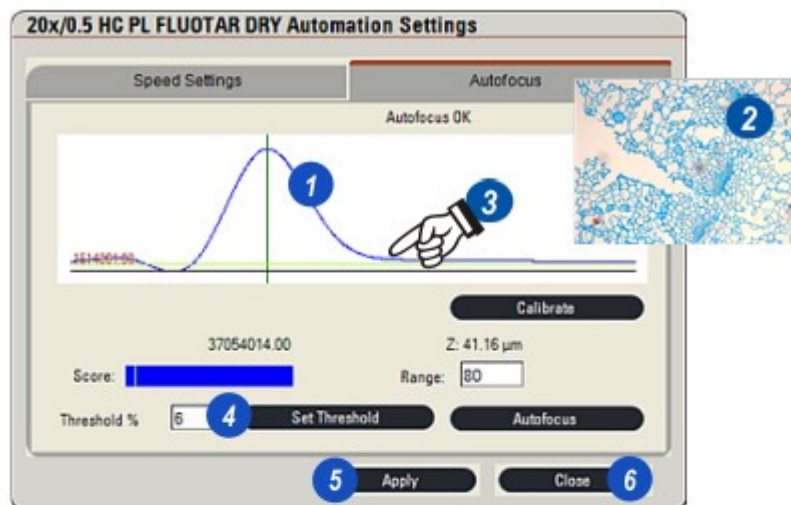 20x/0.5 HC PL FLUOTAR DRY Automation Settings
Speed Settings
Autofocus
Autofocus OK
1
2
3
Calibrate
37054014.00
Z: 41.16 µm
Score:
Range: 80
Threshold % 6
4
Set Threshold
Autofocus
5
Apply
Close
6